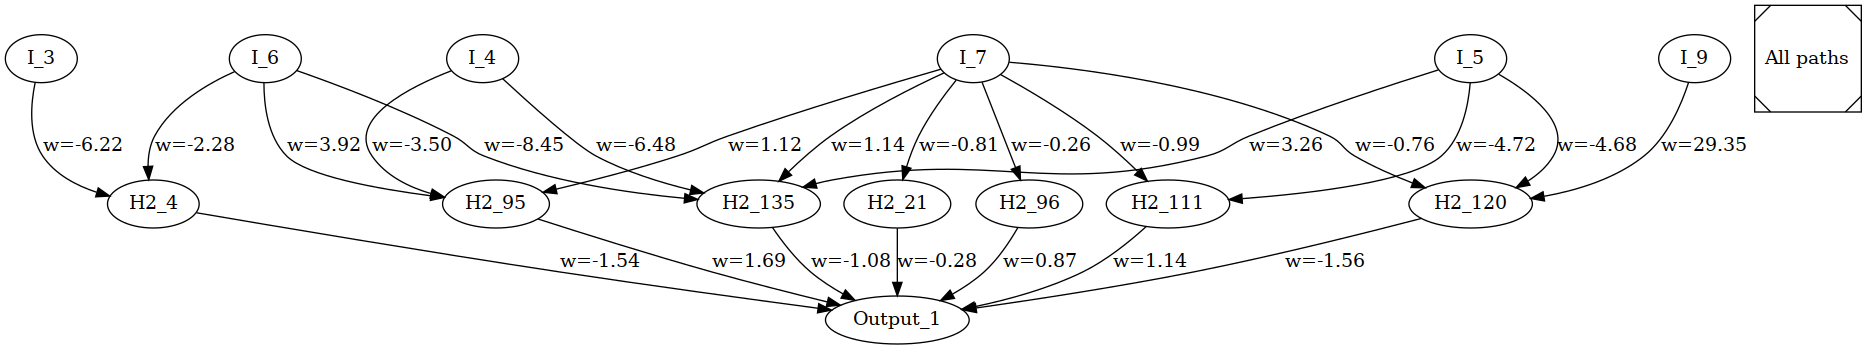 I_3
I_6
I_4
I_7
I_5
I_9
All paths
w=-6.22
w=-2.28
w=3.92
w=-3.50
w=-8.45
w=-6.48
w=1.12
w=1.14
w=-0.81
w=-0.26
w=-0.99
w=3.26
w=-0.76
w=-4.72
w=-4.68
w=29.35
H2_4
H2_95
H2_135
H2_21
H2_96
H2_111
H2_120
w=-1.54
w=1.69
w=-1.08
w=-0.28
w=0.87
w=1.14
w=-1.56
Output_1